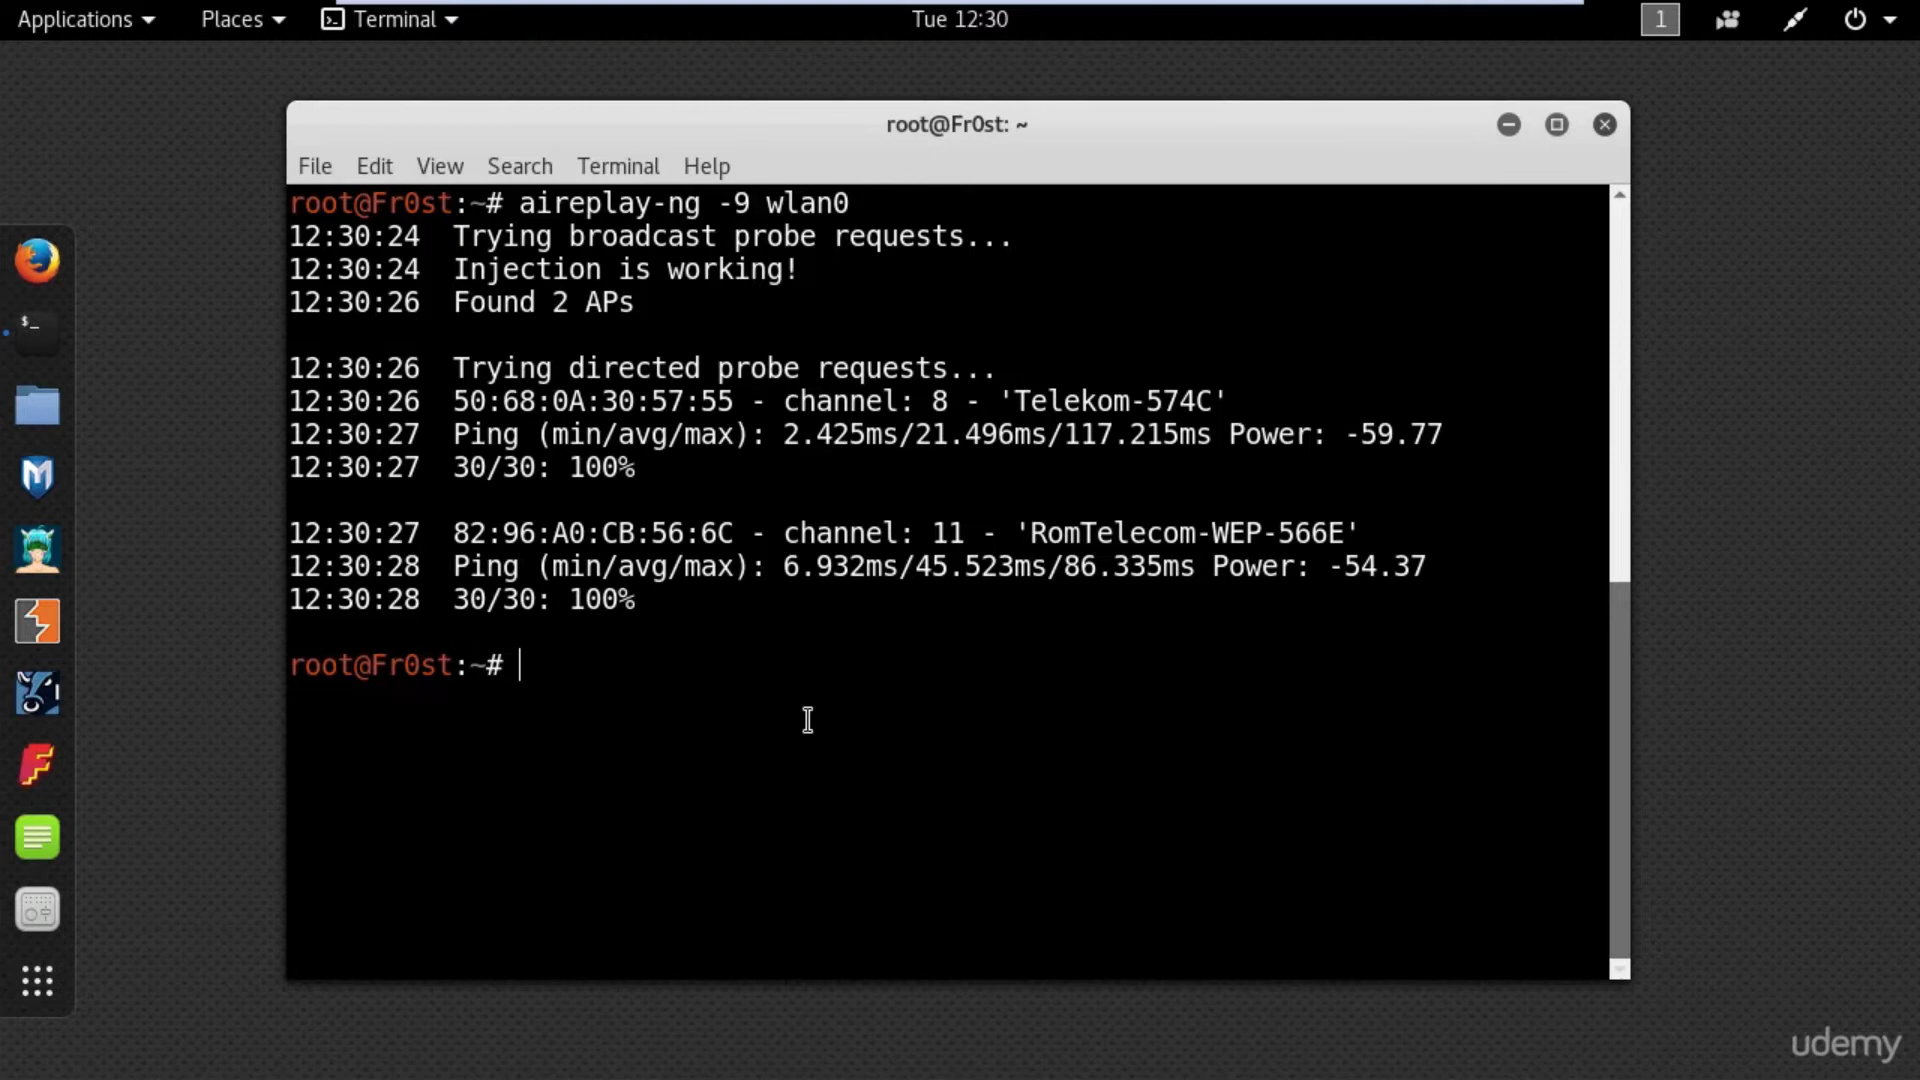 Applications Places Terminal Tue 12:30 1
root@Fr0st: ~
File Edit View Search Terminal Help
root@Fr0st:~# aireplay-ng -9 wlan0
12:30:24  Trying broadcast probe requests...
12:30:24  Injection is working!
12:30:26  Found 2 APs
12:30:26  Trying directed probe requests...
12:30:26  50:68:0A:30:57:55 - channel: 8 - 'Telekom-574C'
12:30:27  Ping (min/avg/max): 2.425ms/21.496ms/117.215ms Power: -59.77
12:30:27  30/30: 100%
12:30:27  82:96:A0:CB:56:6C - channel: 11 - 'RomTelecom-WEP-566E'
12:30:28  Ping (min/avg/max): 6.932ms/45.523ms/86.335ms Power: -54.37
12:30:28  30/30: 100%
root@Fr0st:~#
$_
udemy